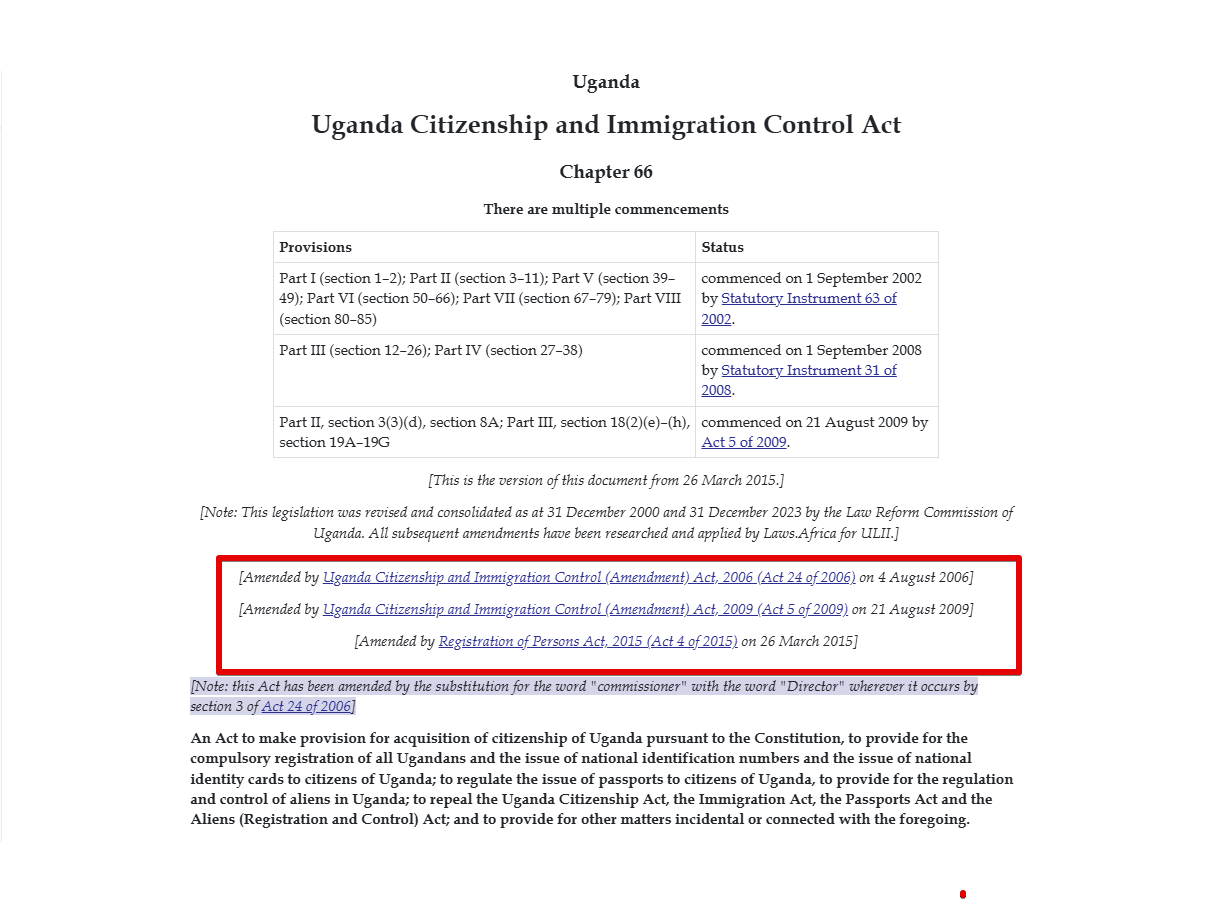 Uganda
Uganda Citizenship and Immigration Control Act
Chapter 66
There are multiple commencements
Provisions
Status
Part I (section 1–2); Part II (section 3–11); Part V (section 39–
49); Part VI (section 50–66); Part VII (section 67–79); Part VIII
(section 80–85)
commenced on 1 September 2002
by Statutory Instrument 63 of
2002.
Part III (section 12–26); Part IV (section 27–38)
commenced on 1 September 2008
by Statutory Instrument 31 of
2008.
Part II, section 3(3)(d), section 8A; Part III, section 18(2)(e)–(h),
section 19A–19G
commenced on 21 August 2009 by
Act 5 of 2009.
[This is the version of this document from 26 March 2015.]
[Note: This legislation was revised and consolidated as at 31 December 2000 and 31 December 2023 by the Law Reform Commission of
Uganda. All subsequent amendments have been researched and applied by Laws.Africa for ULII.]
[Amended by Uganda Citizenship and Immigration Control (Amendment) Act, 2006 (Act 24 of 2006) on 4 August 2006]
[Amended by Uganda Citizenship and Immigration Control (Amendment) Act, 2009 (Act 5 of 2009) on 21 August 2009]
[Amended by Registration of Persons Act, 2015 (Act 4 of 2015) on 26 March 2015]
[Note: this Act has been amended by the substitution for the word "commissioner" with the word "Director" wherever it occurs by
section 3 of Act 24 of 2006]
An Act to make provision for acquisition of citizenship of Uganda pursuant to the Constitution, to provide for the
compulsory registration of all Ugandans and the issue of national identification numbers and the issue of national
identity cards to citizens of Uganda; to regulate the issue of passports to citizens of Uganda, to provide for the regulation
and control of aliens in Uganda; to repeal the Uganda Citizenship Act, the Immigration Act, the Passports Act and the
Aliens (Registration and Control) Act; and to provide for other matters incidental or connected with the foregoing.